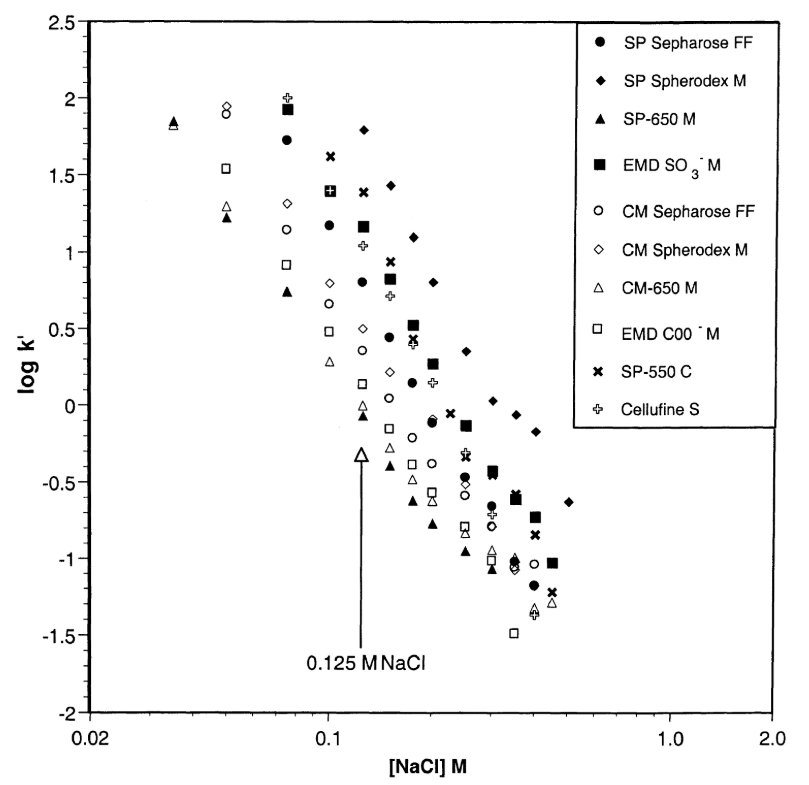 2.5
2
1.5
1
0.5
0
-0.5
-1
-1.5
-2
log k'
0.02
0.1
1.0
2.0
[NaCl] M
0.125 M NaCl
SP Sepharose FF
SP Spherodex M
SP-650 M
EMD SO3- M
CM Sepharose FF
CM Spherodex M
CM-650 M
EMD C00- M
SP-550 C
Cellufine S